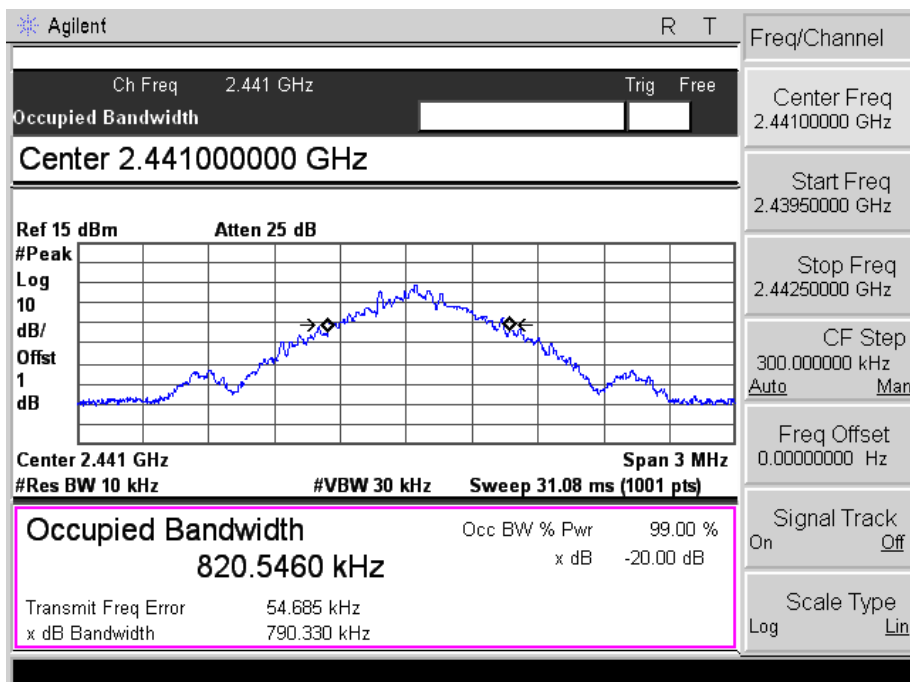 Agilent R T
Freq/Channel
Ch Freq 2.441 GHz Trig Free
Occupied Bandwidth
Center 2.441000000 GHz
Ref 15 dBm Atten 25 dB
#Peak
Log
10
dB/
Offst
1
dB
Center 2.441 GHz Span 3 MHz
#Res BW 10 kHz #VBW 30 kHz Sweep 31.08 ms (1001 pts)
Occupied Bandwidth
820.5460 kHz
Occ BW % Pwr 99.00 %
x dB -20.00 dB
Transmit Freq Error 54.685 kHz
x dB Bandwidth 790.330 kHz
Center Freq
2.44100000 GHz
Start Freq
2.43950000 GHz
Stop Freq
2.44250000 GHz
CF Step
300.000000 kHz
Auto Man
Freq Offset
0.00000000 Hz
Signal Track
On Off
Scale Type
Log Lin